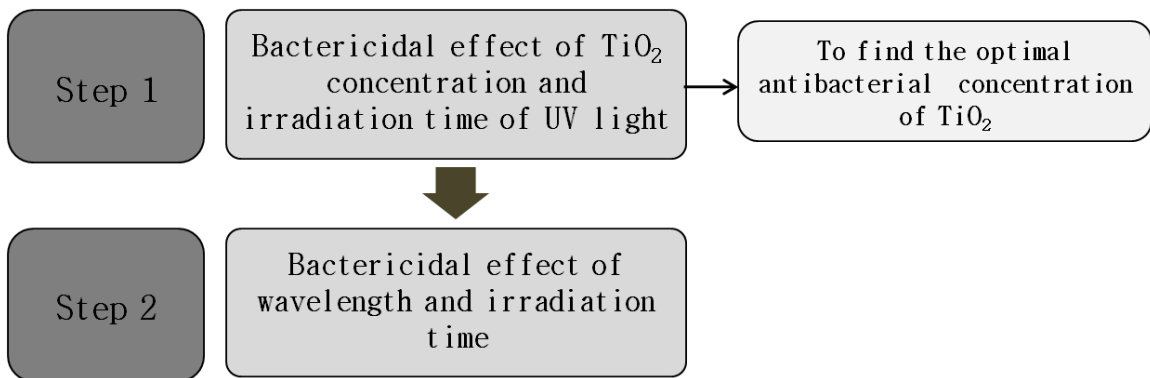 Step 1
Bactericidal effect of TiO₂
concentration and
irradiation time of UV light
To find the optimal
antibacterial concentration
of TiO₂
Step 2
Bactericidal effect of
wavelength and irradiation
time